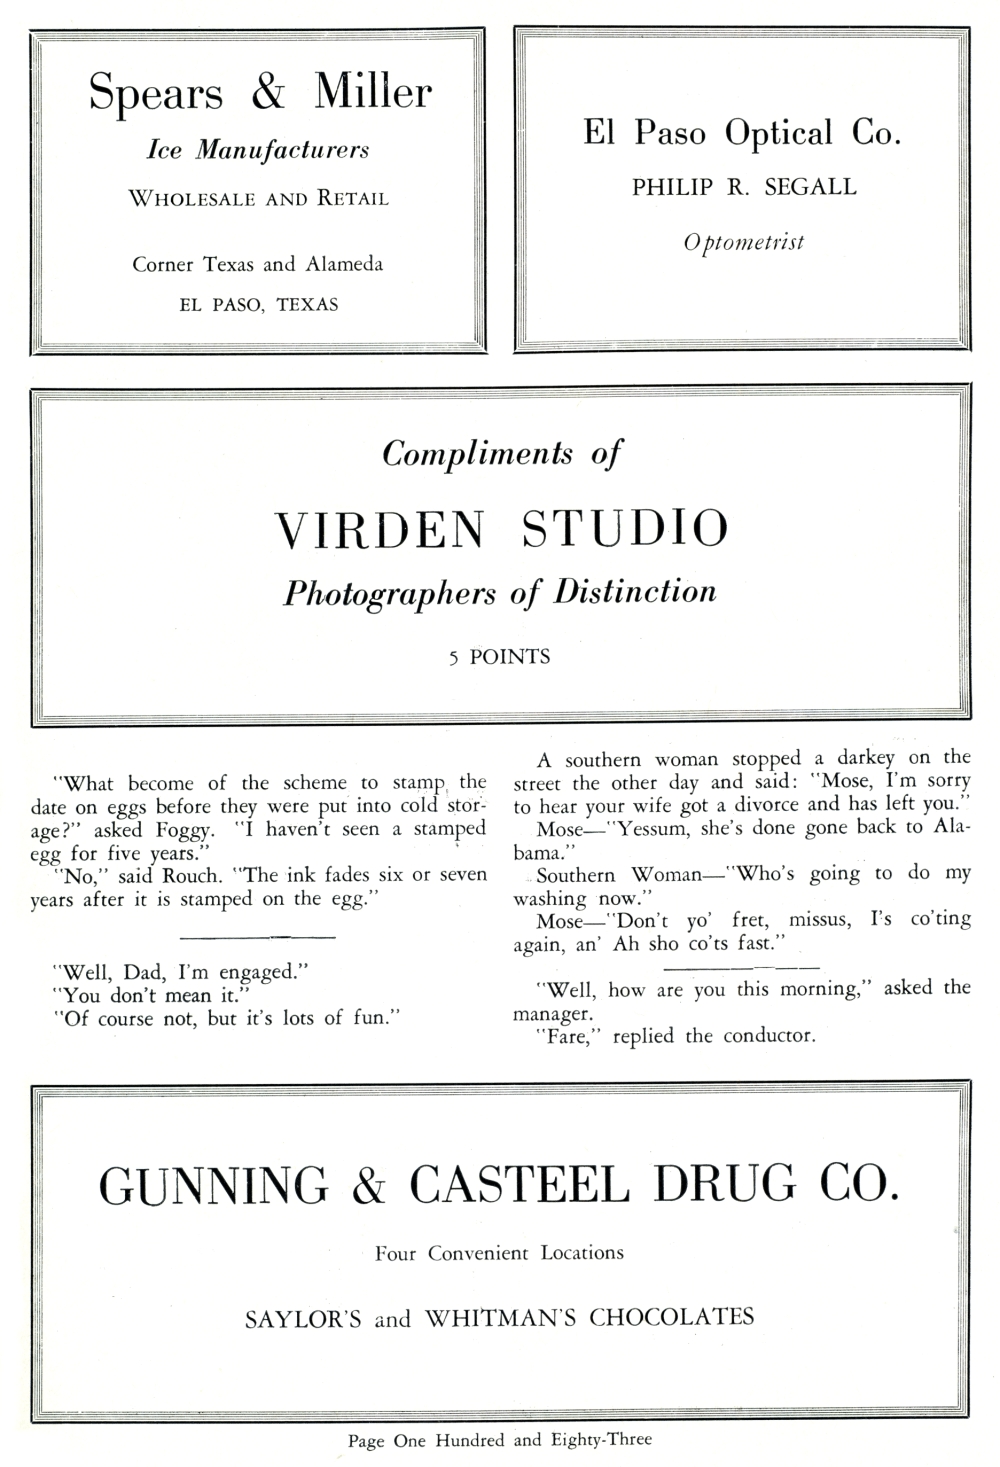 Spears & Miller
Ice Manufacturers
WHOLESALE AND RETAIL
Corner Texas and Alameda
EL PASO, TEXAS
El Paso Optical Co.
PHILIP R. SEGALL
Optometrist
Compliments of
VIRDEN STUDIO
Photographers of Distinction
5 POINTS
"What become of the scheme to stamp the
date on eggs before they were put into cold stor-
age?" asked Foggy. "I haven't seen a stamped
egg for five years."
"No," said Rouch. "The ink fades six or seven
years after it is stamped on the egg."
"Well, Dad, I'm engaged."
"You don't mean it."
"Of course not, but it's lots of fun."
A southern woman stopped a darkey on the
street the other day and said: "Mose, I'm sorry
to hear your wife got a divorce and has left you."
Mose—"Yessum, she's done gone back to Ala-
bama."
Southern Woman—"Who's going to do my
washing now."
Mose—"Don't yo' fret, missus, I's co'ting
again, an' Ah sho co'ts fast."
"Well, how are you this morning," asked the
manager.
"Fare," replied the conductor.
GUNNING & CASTEEL DRUG CO.
Four Convenient Locations
SAYLOR'S and WHITMAN'S CHOCOLATES
Page One Hundred and Eighty-Three